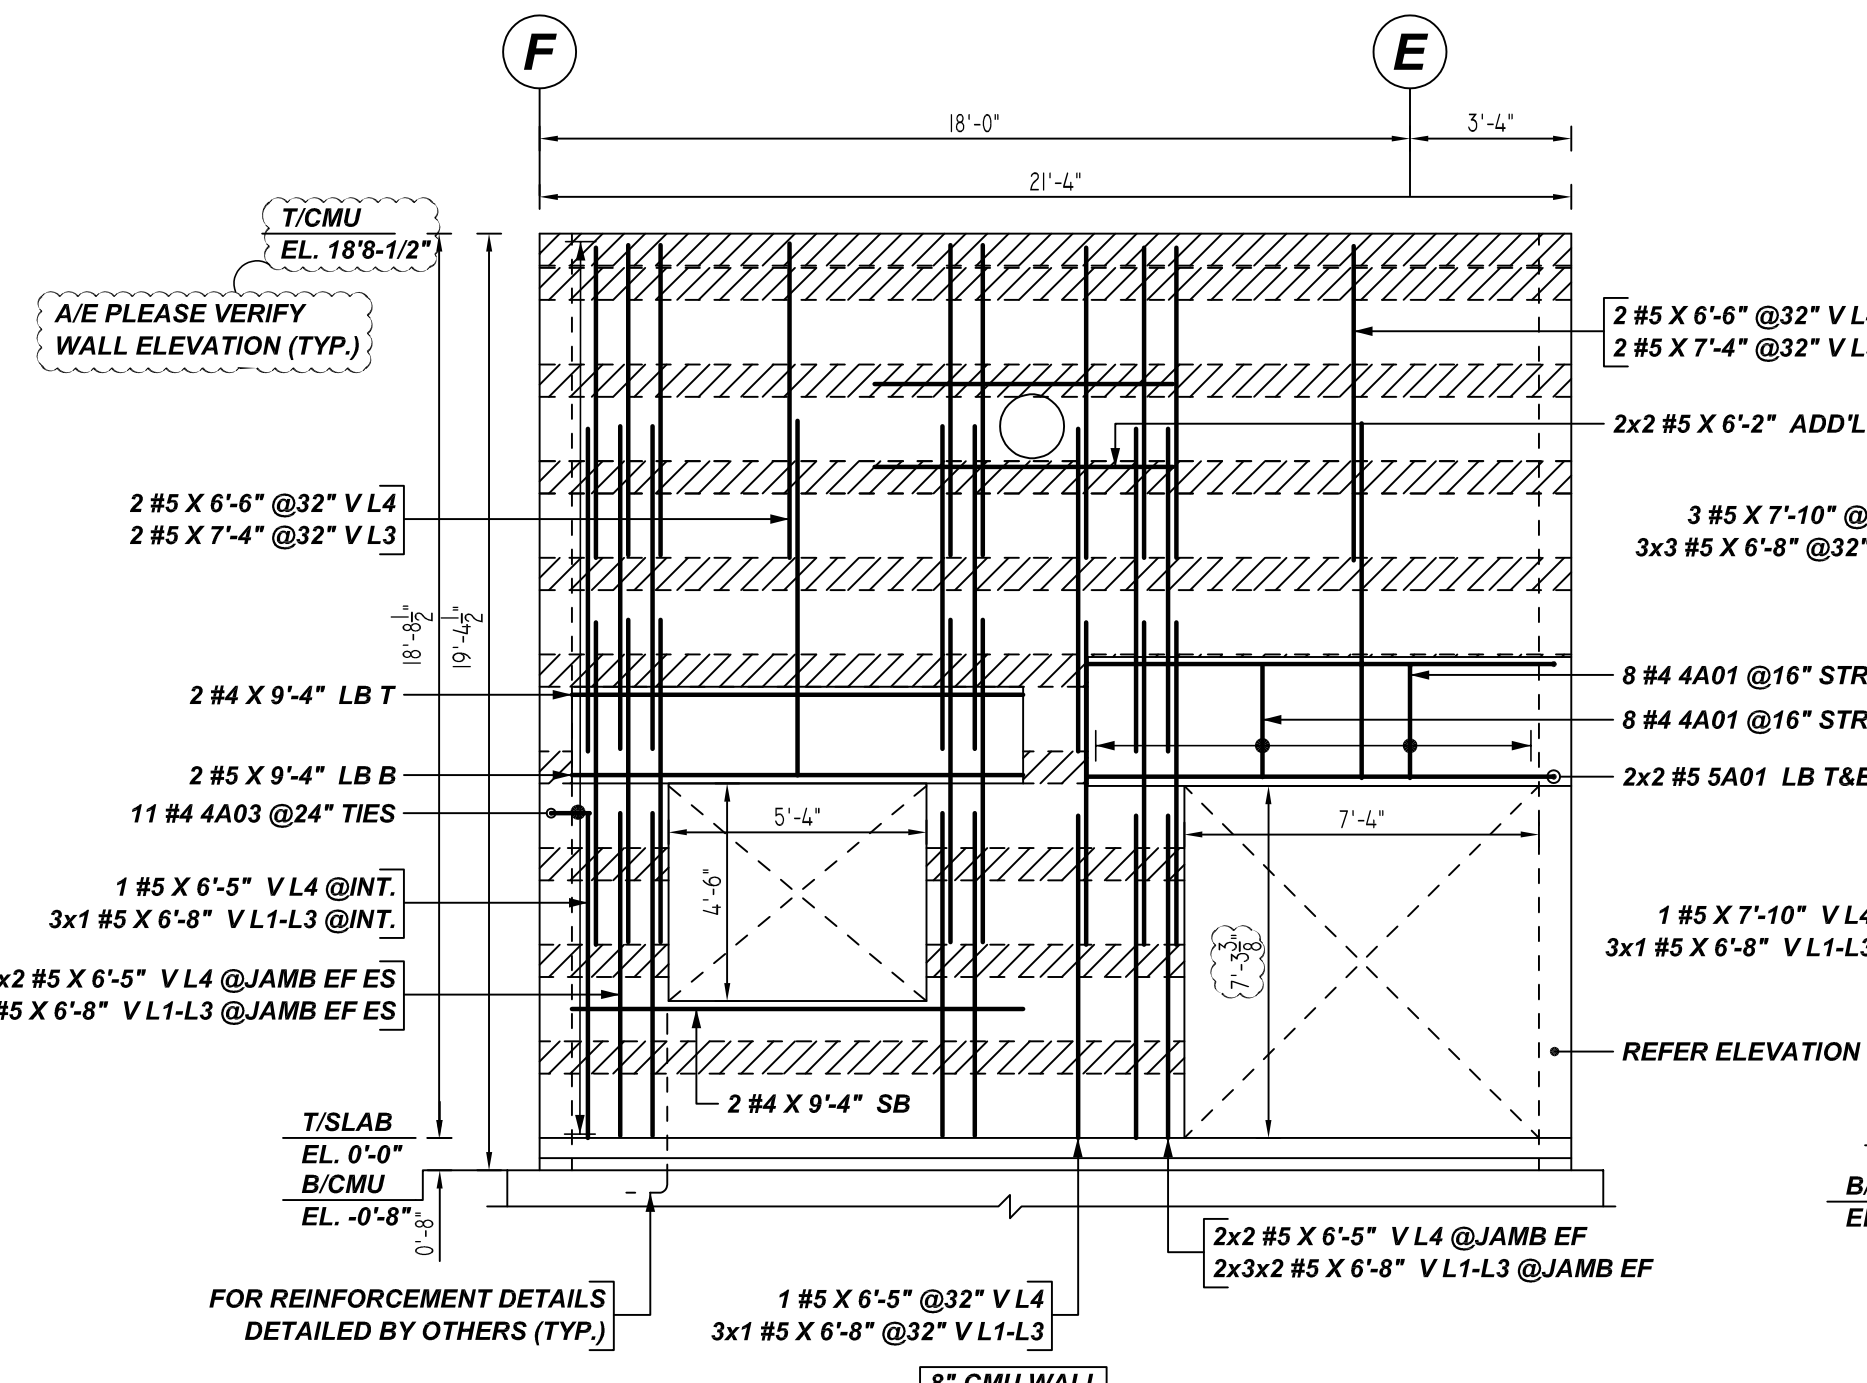 F
E
18'-0"
3'-4"
21'-4"
T/CMU
EL. 18'8-1/2"
A/E PLEASE VERIFY
WALL ELEVATION (TYP.)
2 #5 X 6'-6" @32" V
2 #5 X 7'-4" @32" V
2x2 #5 X 6'-2" ADD'L
2 #5 X 6'-6" @32" V L4
2 #5 X 7'-4" @32" V L3
3 #5 X 7'-10" @
3x3 #5 X 6'-8" @32"
18'-8 1/2"
19'-4 1/2"
2 #4 X 9'-4" LB T
8 #4 4A01 @16" STR
8 #4 4A01 @16" STR
2 #5 X 9'-4" LB B
2x2 #5 5A01 LB
11 #4 4A03 @24" TIES
5'-4"
7'-4"
4'-6"
1 #5 X 6'-5" V L4 @INT.
3x1 #5 X 6'-8" V L1-L3 @INT.
1 #5 X 7'-10" V L4
3x1 #5 X 6'-8" V L1-L3
x2 #5 X 6'-5" V L4 @JAMB EF ES
#5 X 6'-8" V L1-L3 @JAMB EF ES
7'-3 3/8"
REFER ELEVATION
2 #4 X 9'-4" SB
T/SLAB
EL. 0'-0"
B/CMU
EL. -0'-8"
0'-8"
2x2 #5 X 6'-5" V L4 @JAMB EF
2x3x2 #5 X 6'-8" V L1-L3 @JAMB EF
FOR REINFORCEMENT DETAILS
DETAILED BY OTHERS (TYP.)
1 #5 X 6'-5" @32" V L4
3x1 #5 X 6'-8" @32" V L1-L3
8" CMU WALL